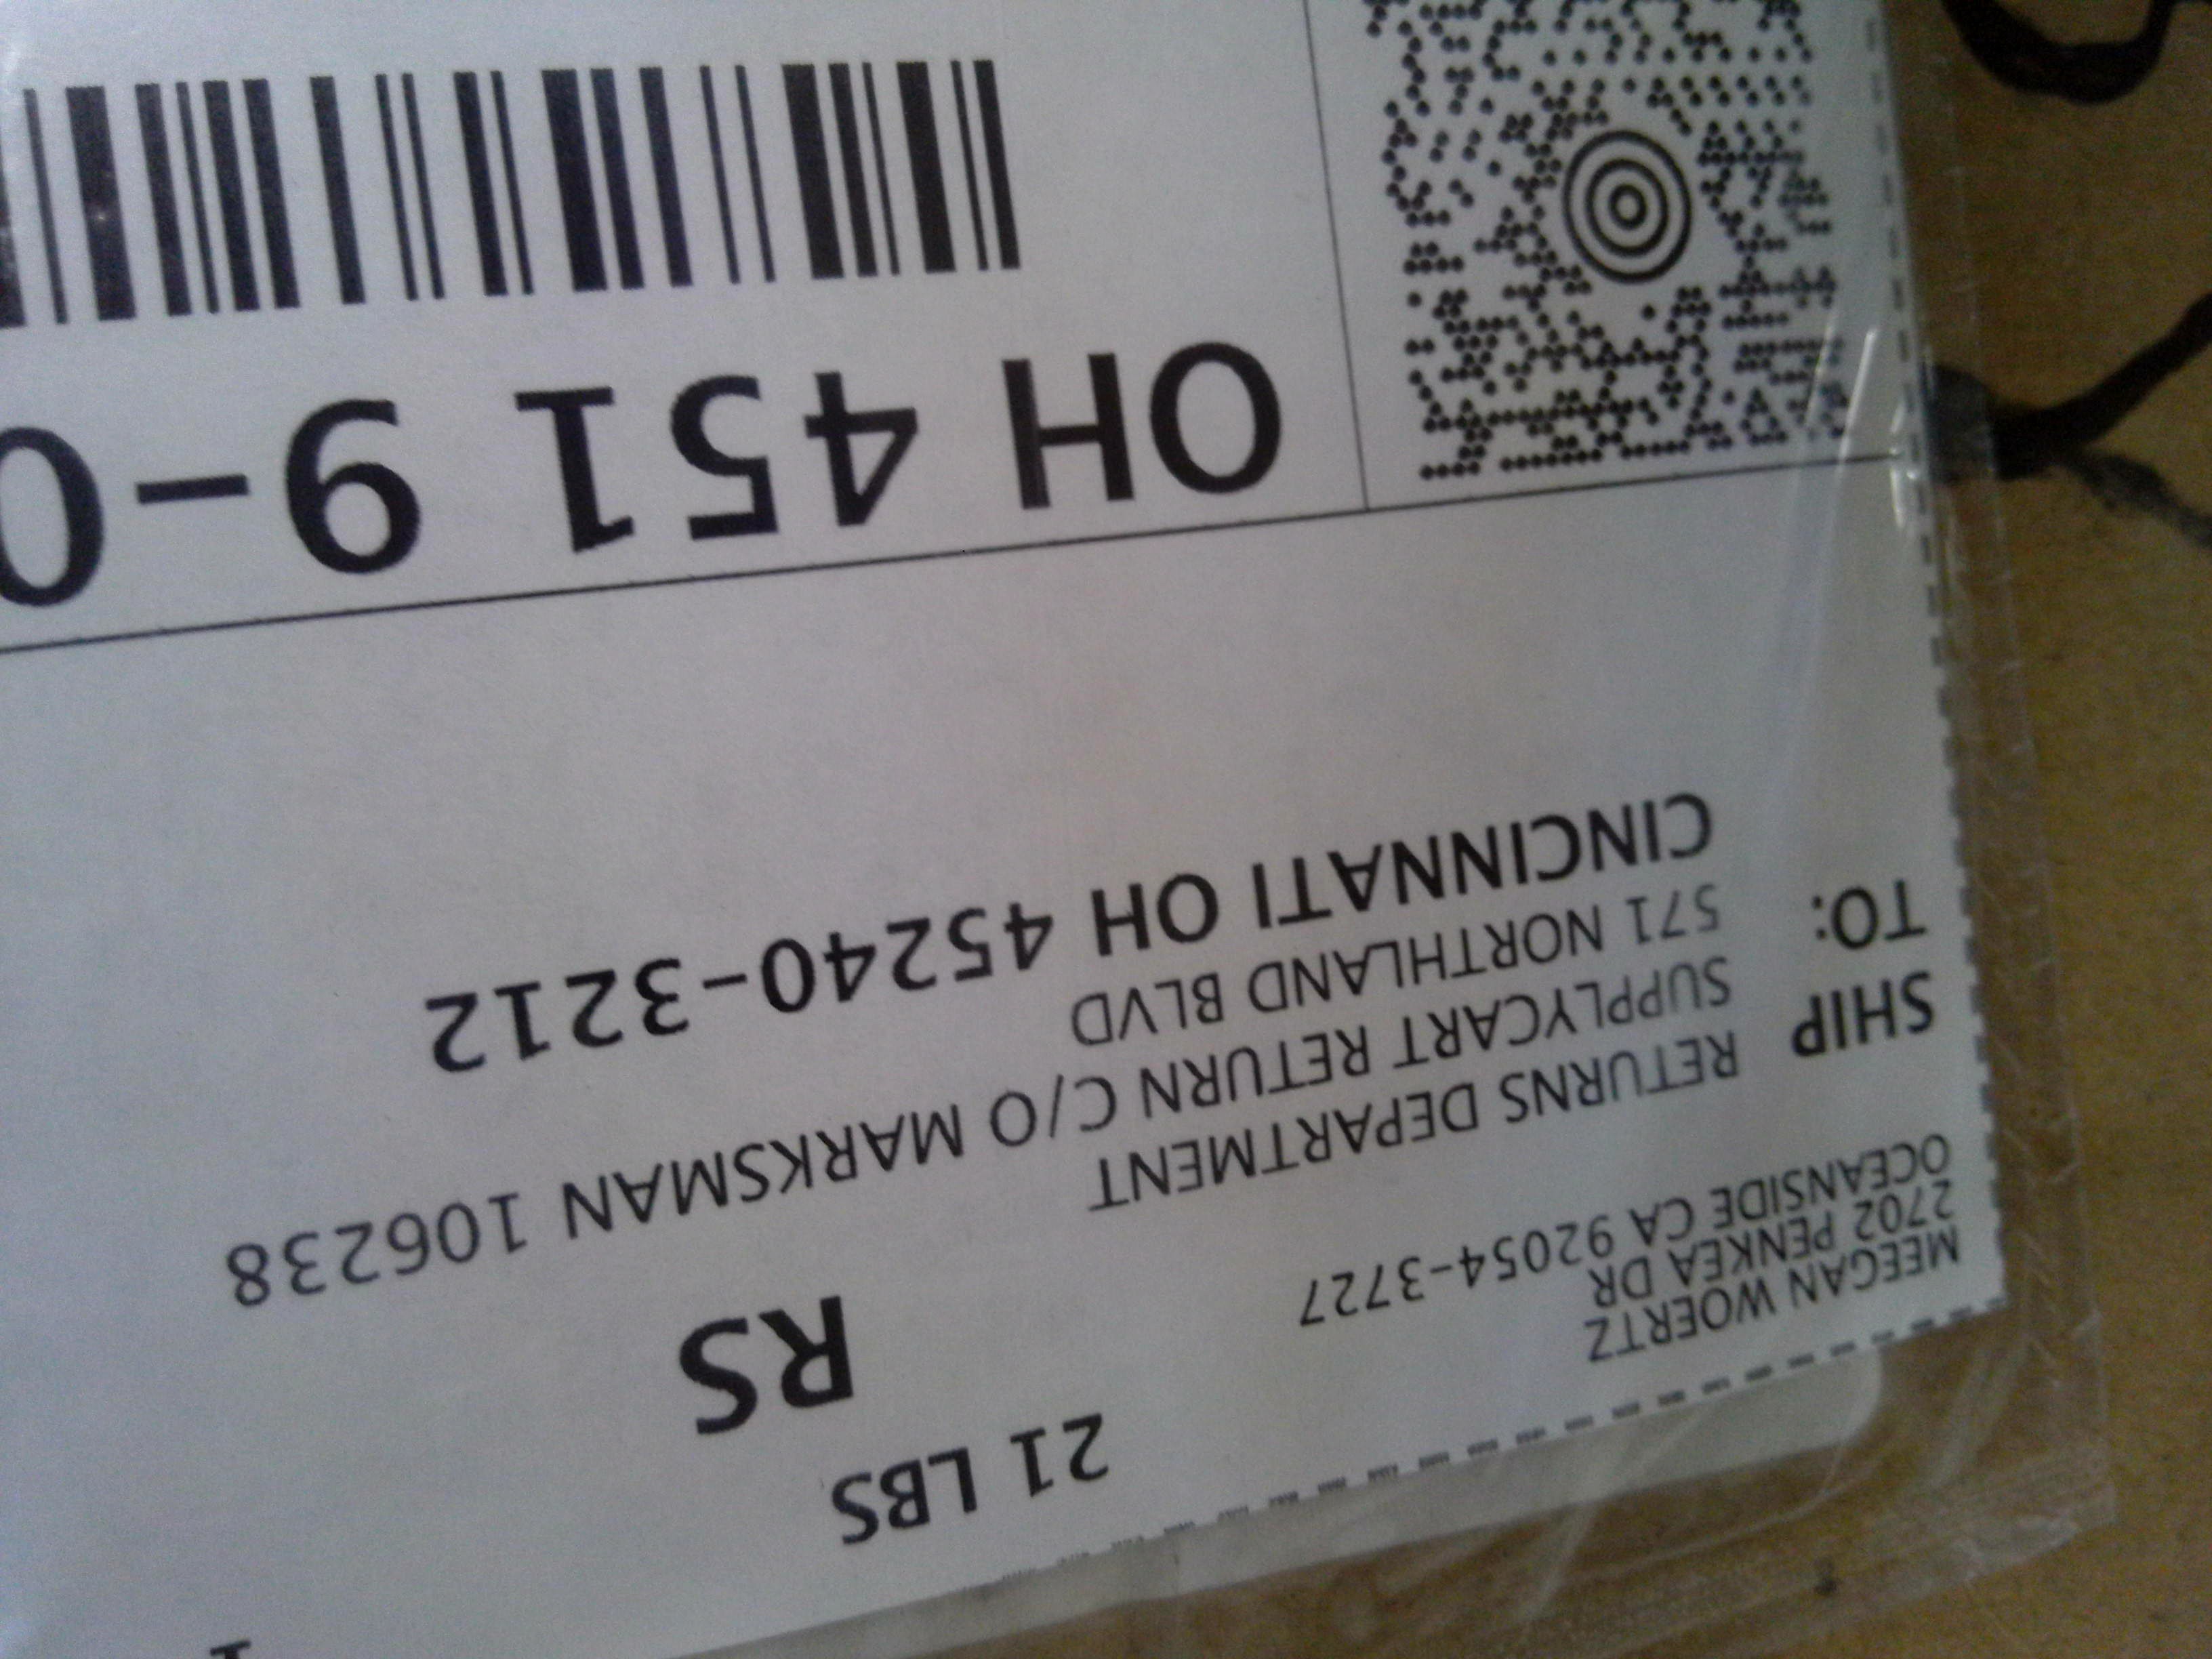 MEEGAN WOERTZ
2702 PENKEA DR
OCEANSIDE CA 92054-3727
21 LBS
RS
SHIP
TO:
RETURNS DEPARTMENT
SUPPLYCART RETURN C/O MARKSMAN 106238
571 NORTHLAND BLVD
CINCINNATI OH 45240-3212
OH 451 9-0